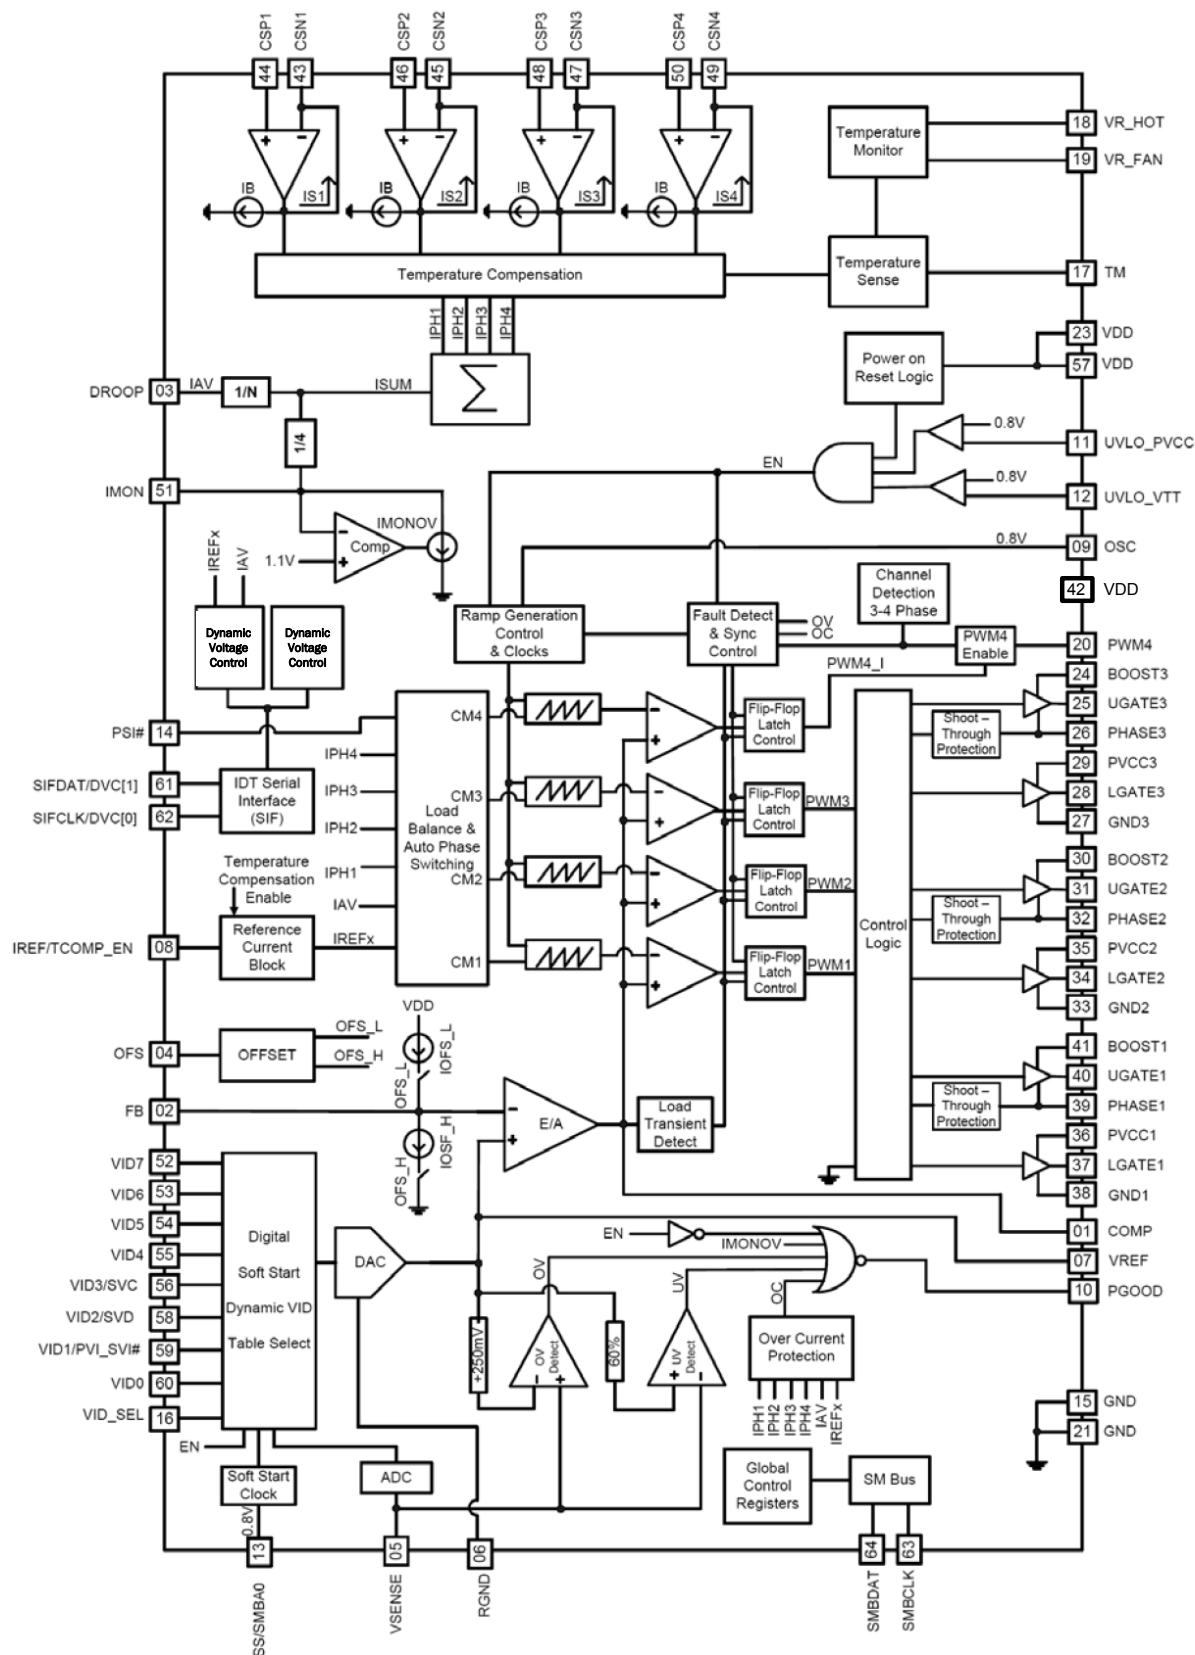 CSP1
CSN1
CSP2
CSN2
CSP3
CSN3
CSP4
CSN4
44
43
46
45
48
47
50
49
+
−
+
−
+
−
+
−
IB
IS1
IB
IS2
IB
IS3
IB
IS4
Temperature
Monitor
18
VR_HOT
19
VR_FAN
Temperature Compensation
Temperature
Sense
17
TM
IPH1
IPH2
IPH3
IPH4
Σ
ISUM
DROOP
03
IAV
1/N
1/4
Power on
Reset Logic
23
VDD
57
VDD
0.8V
11
UVLO_PVCC
0.8V
12
UVLO_VTT
EN
IMON
51
IMONOV
−
Comp
+
1.1V
0.8V
09
OSC
42
VDD
IREFx
IAV
Dynamic
Voltage
Control
Dynamic
Voltage
Control
Ramp Generation
Control
& Clocks
Fault Detect
& Sync
Control
OV
OC
Channel
Detection
3-4 Phase
PWM4
Enable
20
PWM4
PWM4_I
PSI#
14
SIFDAT/DVC[1]
61
SIFCLK/DVC[0]
62
IDT Serial
Interface
(SIF)
IPH4
IPH3
IPH2
IPH1
IAV
IREFx
Load
Balance &
Auto Phase
Switching
CM4
CM3
CM2
CM1
Temperature
Compensation
Enable
IREF/TCOMP_EN
08
Reference
Current
Block
−
+
Flip-Flop
Latch
Control
−
+
Flip-Flop
Latch
Control
PWM3
−
+
Flip-Flop
Latch
Control
PWM2
−
+
Flip-Flop
Latch
Control
PWM1
Control
Logic
24
BOOST3
25
UGATE3
Shoot –
Through
Protection
26
PHASE3
29
PVCC3
28
LGATE3
27
GND3
30
BOOST2
31
UGATE2
Shoot –
Through
Protection
32
PHASE2
35
PVCC2
34
LGATE2
33
GND2
41
BOOST1
40
UGATE1
Shoot –
Through
Protection
39
PHASE1
36
PVCC1
37
LGATE1
38
GND1
01
COMP
07
VREF
10
PGOOD
OFS
04
OFFSET
OFS_L
OFS_H
VDD
OFS_L
IOFS_L
OFS_H
IOSF_H
FB
02
−
E/A
+
Load
Transient
Detect
VID7
52
VID6
53
VID5
54
VID4
55
VID3/SVC
56
VID2/SVD
58
VID1/PVI_SVI#
59
VID0
60
VID_SEL
16
Digital
Soft Start
Dynamic VID
Table Select
DAC
EN
IMONOV
OV
UV
OC
+250mV
OV
Detect
−
+
60%
UV
Detect
+
−
Over Current
Protection
IPH1
IPH2
IPH3
IPH4
IAV
IREFx
15
GND
21
GND
EN
Soft Start
Clock
ADC
0.8V
Global
Control
Registers
SM Bus
13
05
06
64
63
SS/SMBA0
VSENSE
RGND
SMBDAT
SMBCLK